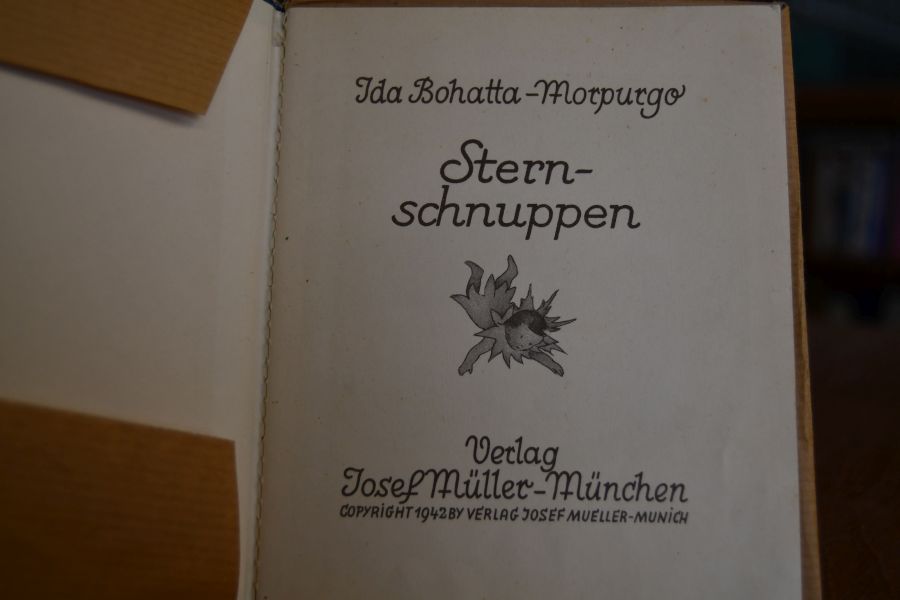 Ida Bohatta-Morpurgo
Stern-
schnuppen
Verlag
Josef Müller-München
COPYRIGHT 1942 BY VERLAG JOSEF MUELLER-MUNICH